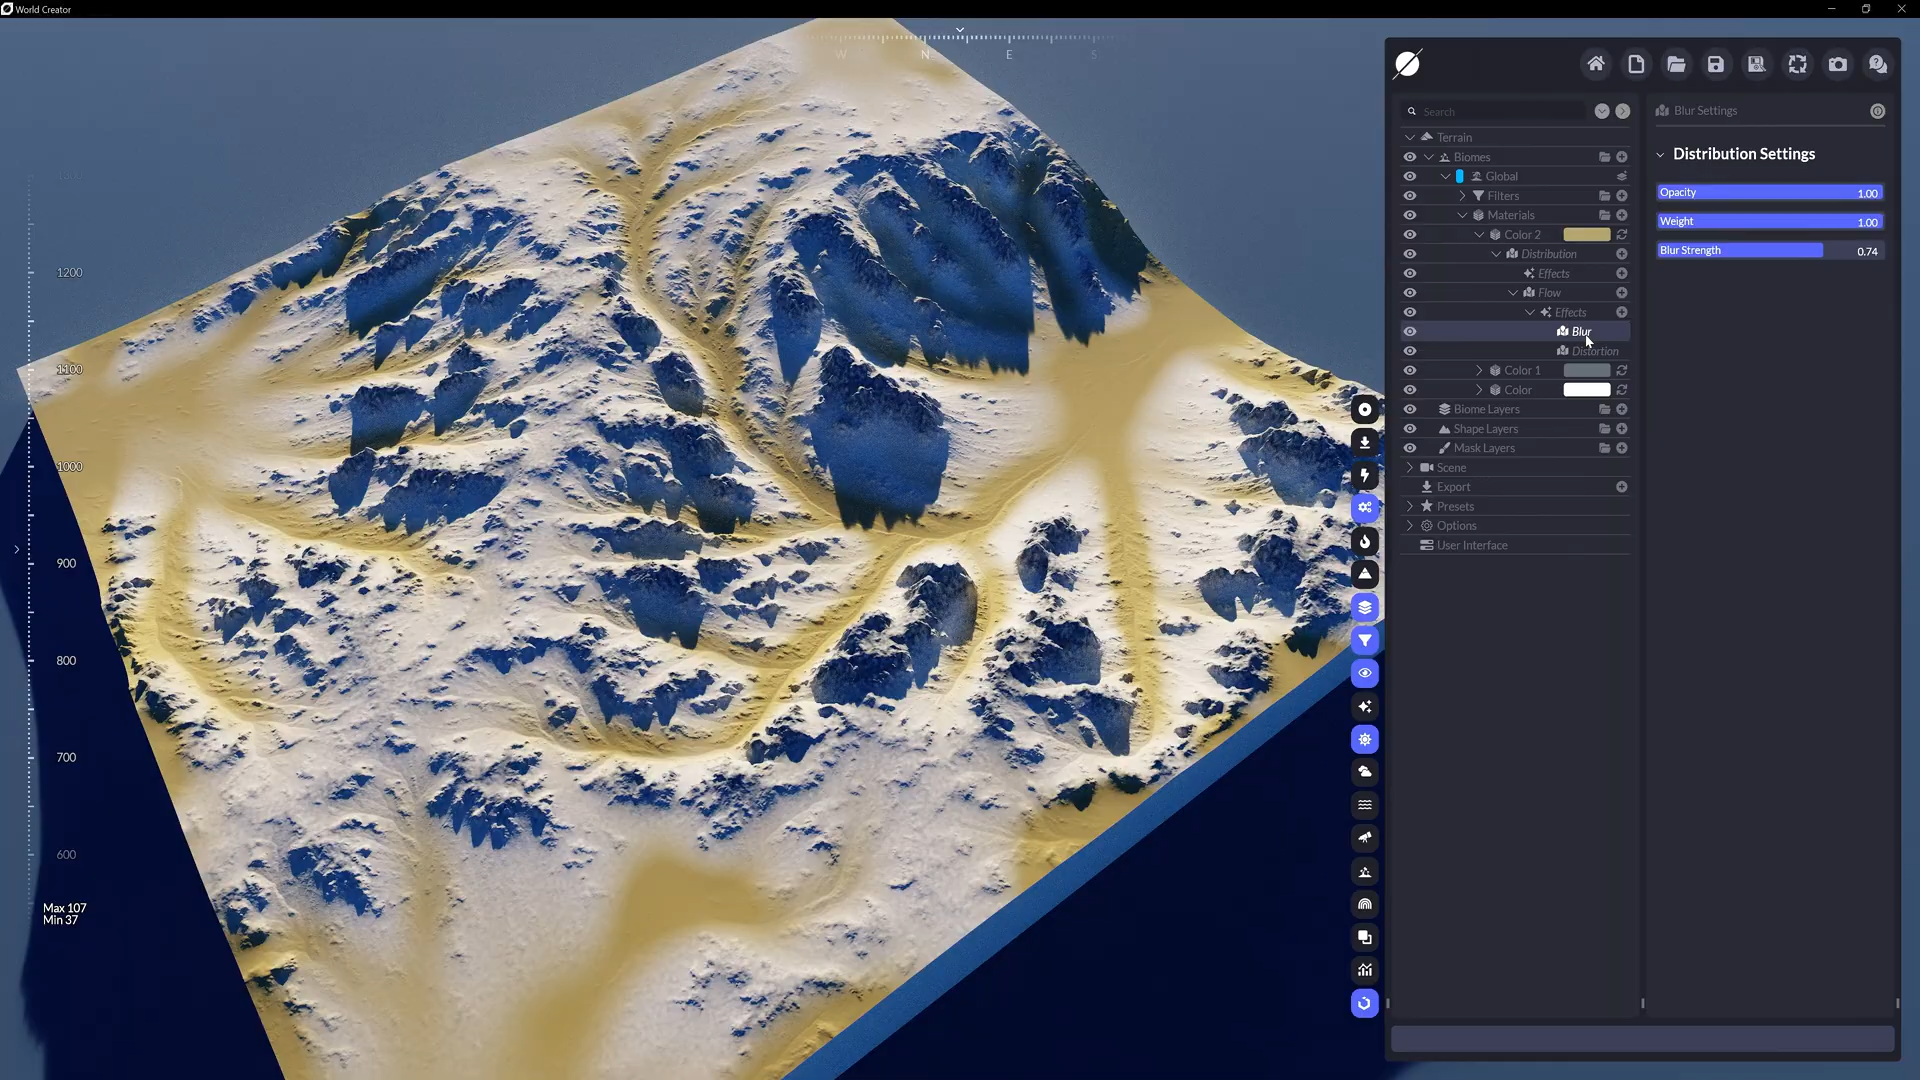 World Creator
W
N
E
S
1200
1100
1000
900
800
700
600
Max 107
Min 37
Search
Terrain
Biomes
Global
Filters
Materials
Color 2
Distribution
Effects
Flow
Effects
Blur
Distortion
Color 1
Color
Biome Layers
Shape Layers
Mask Layers
Scene
Export
Presets
Options
User Interface
Blur Settings
Distribution Settings
Opacity 1.00
Weight 1.00
Blur Strength 0.74